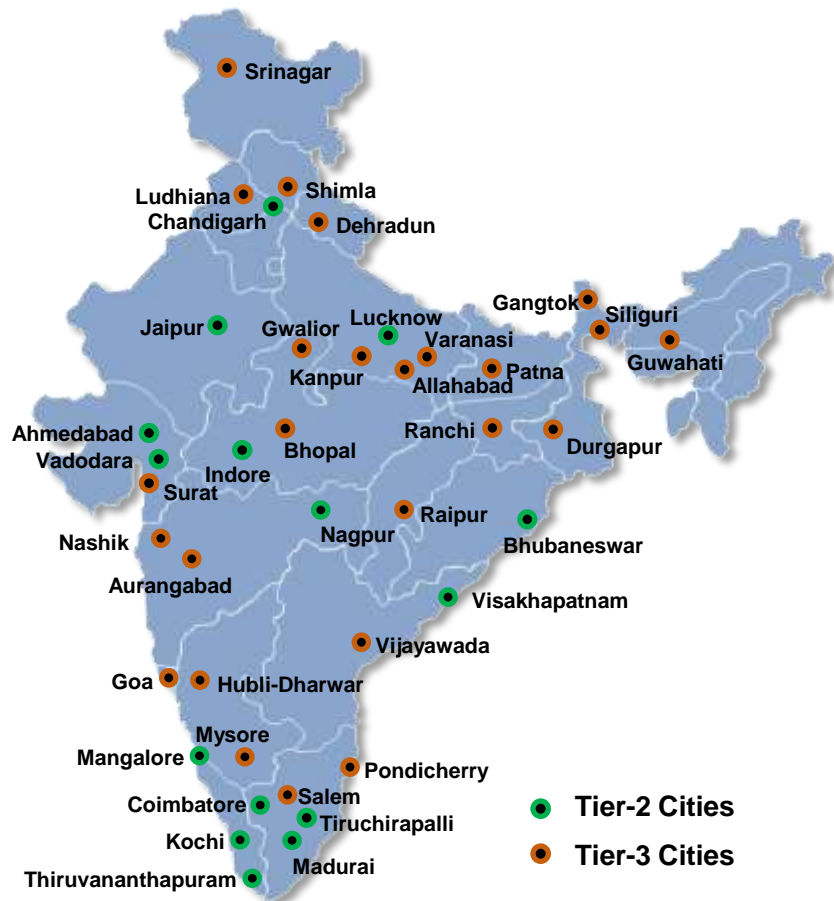 Srinagar
Shimla
Ludhiana
Chandigarh
Dehradun
Gangtok
Siliguri
Lucknow
Jaipur
Gwalior
Varanasi
Guwahati
Kanpur
Patna
Allahabad
Ahmedabad
Ranchi
Bhopal
Durgapur
Vadodara
Indore
Surat
Raipur
Nagpur
Nashik
Bhubaneswar
Aurangabad
Visakhapatnam
Vijayawada
Goa
Hubli-Dharwar
Mysore
Mangalore
Pondicherry
Salem
Coimbatore
Tier-2 Cities
Tiruchirapalli
Kochi
Tier-3 Cities
Madurai
Thiruvananthapuram